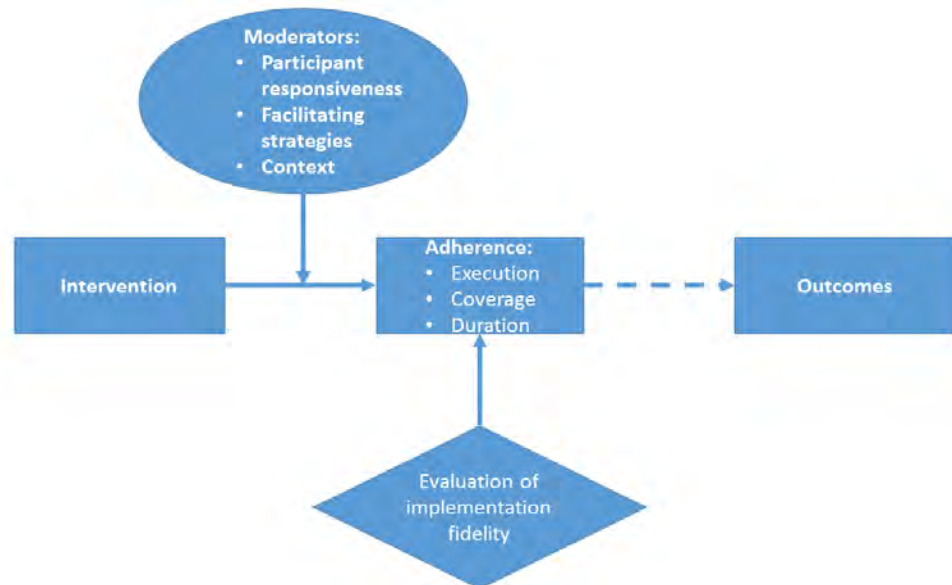 Moderators:
• Participant
responsiveness
• Facilitating
strategies
• Context
Intervention
Adherence:
• Execution
• Coverage
• Duration
Outcomes
Evaluation of
implementation
fidelity